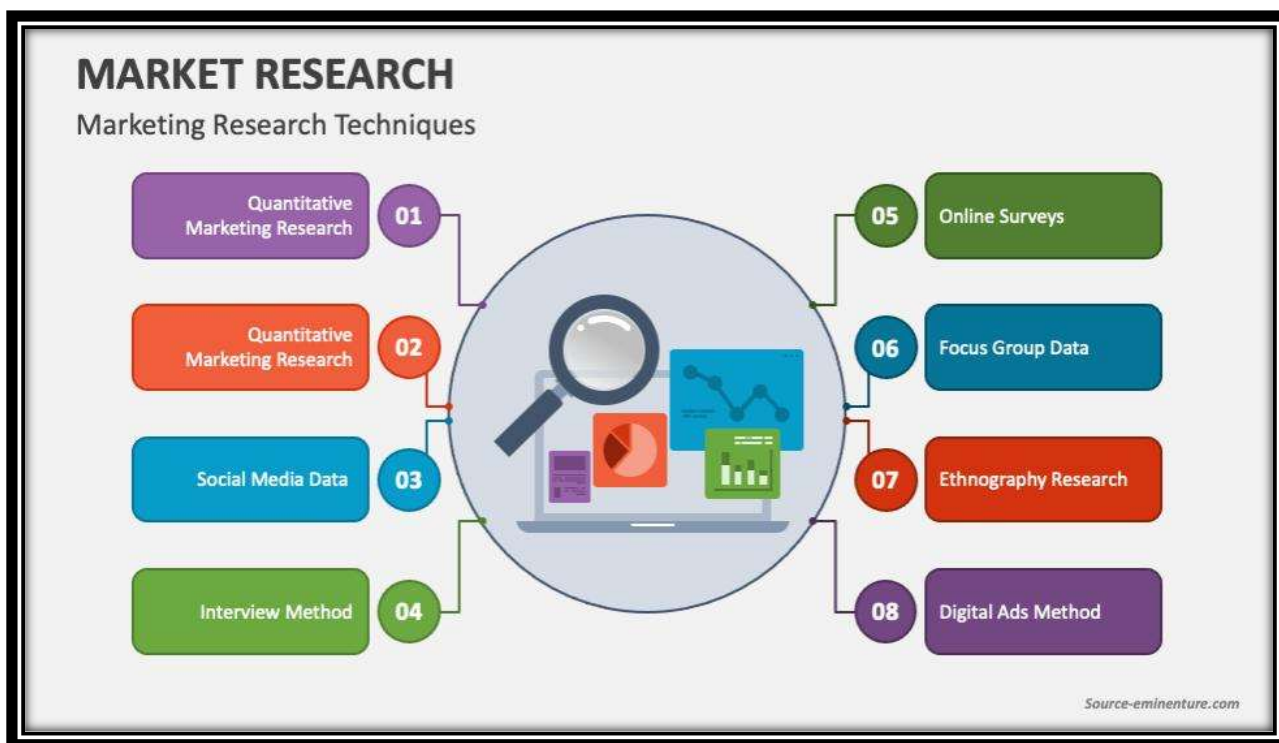 MARKET RESEARCH
Marketing Research Techniques
Quantitative
Marketing Research
01
Quantitative
Marketing Research
02
Social Media Data
03
Interview Method
04
05
Online Surveys
06
Focus Group Data
07
Ethnography Research
08
Digital Ads Method
Source-eminenture.com